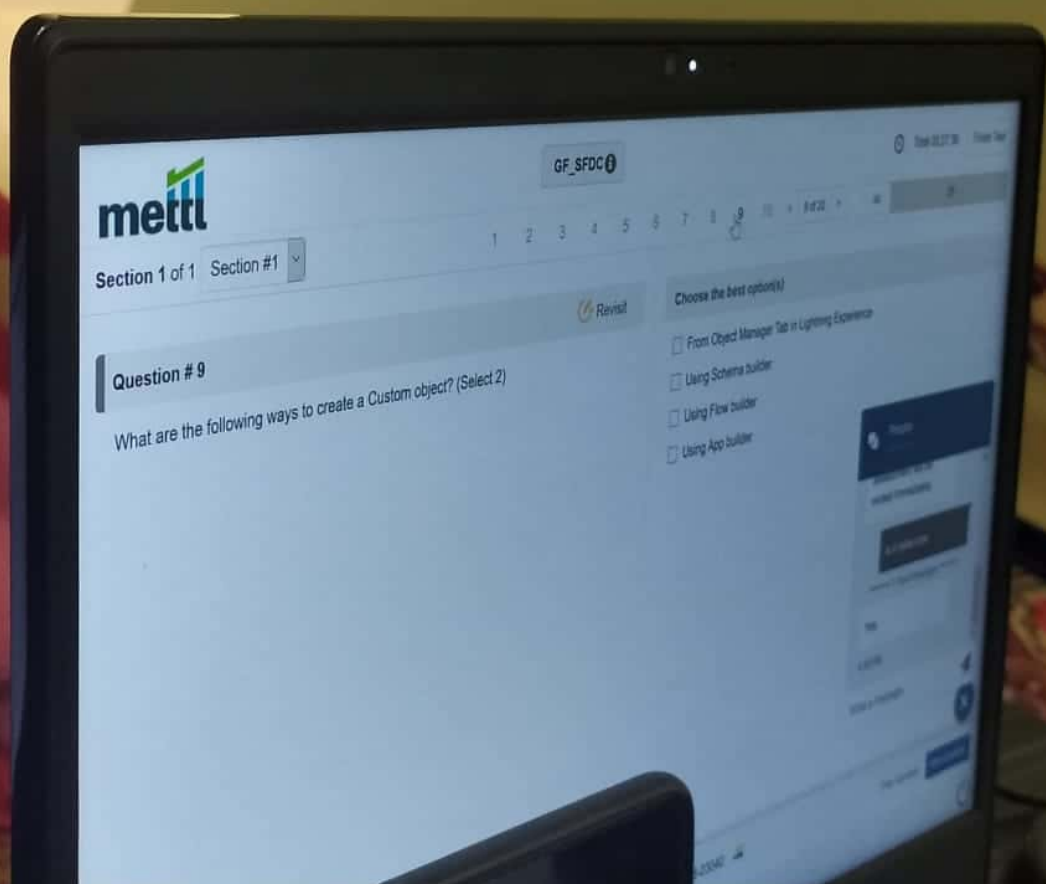 mettl
GF_SFDC
Section 1 of 1 Section #1
1 2 3 4 5 6 7 8 9 10
Revisit
Question # 9
What are the following ways to create a Custom object? (Select 2)
Choose the best option(s)
From Object Manager Tab in Lightning Experience
Using Schema builder
Using Flow builder
Using App builder
Yes